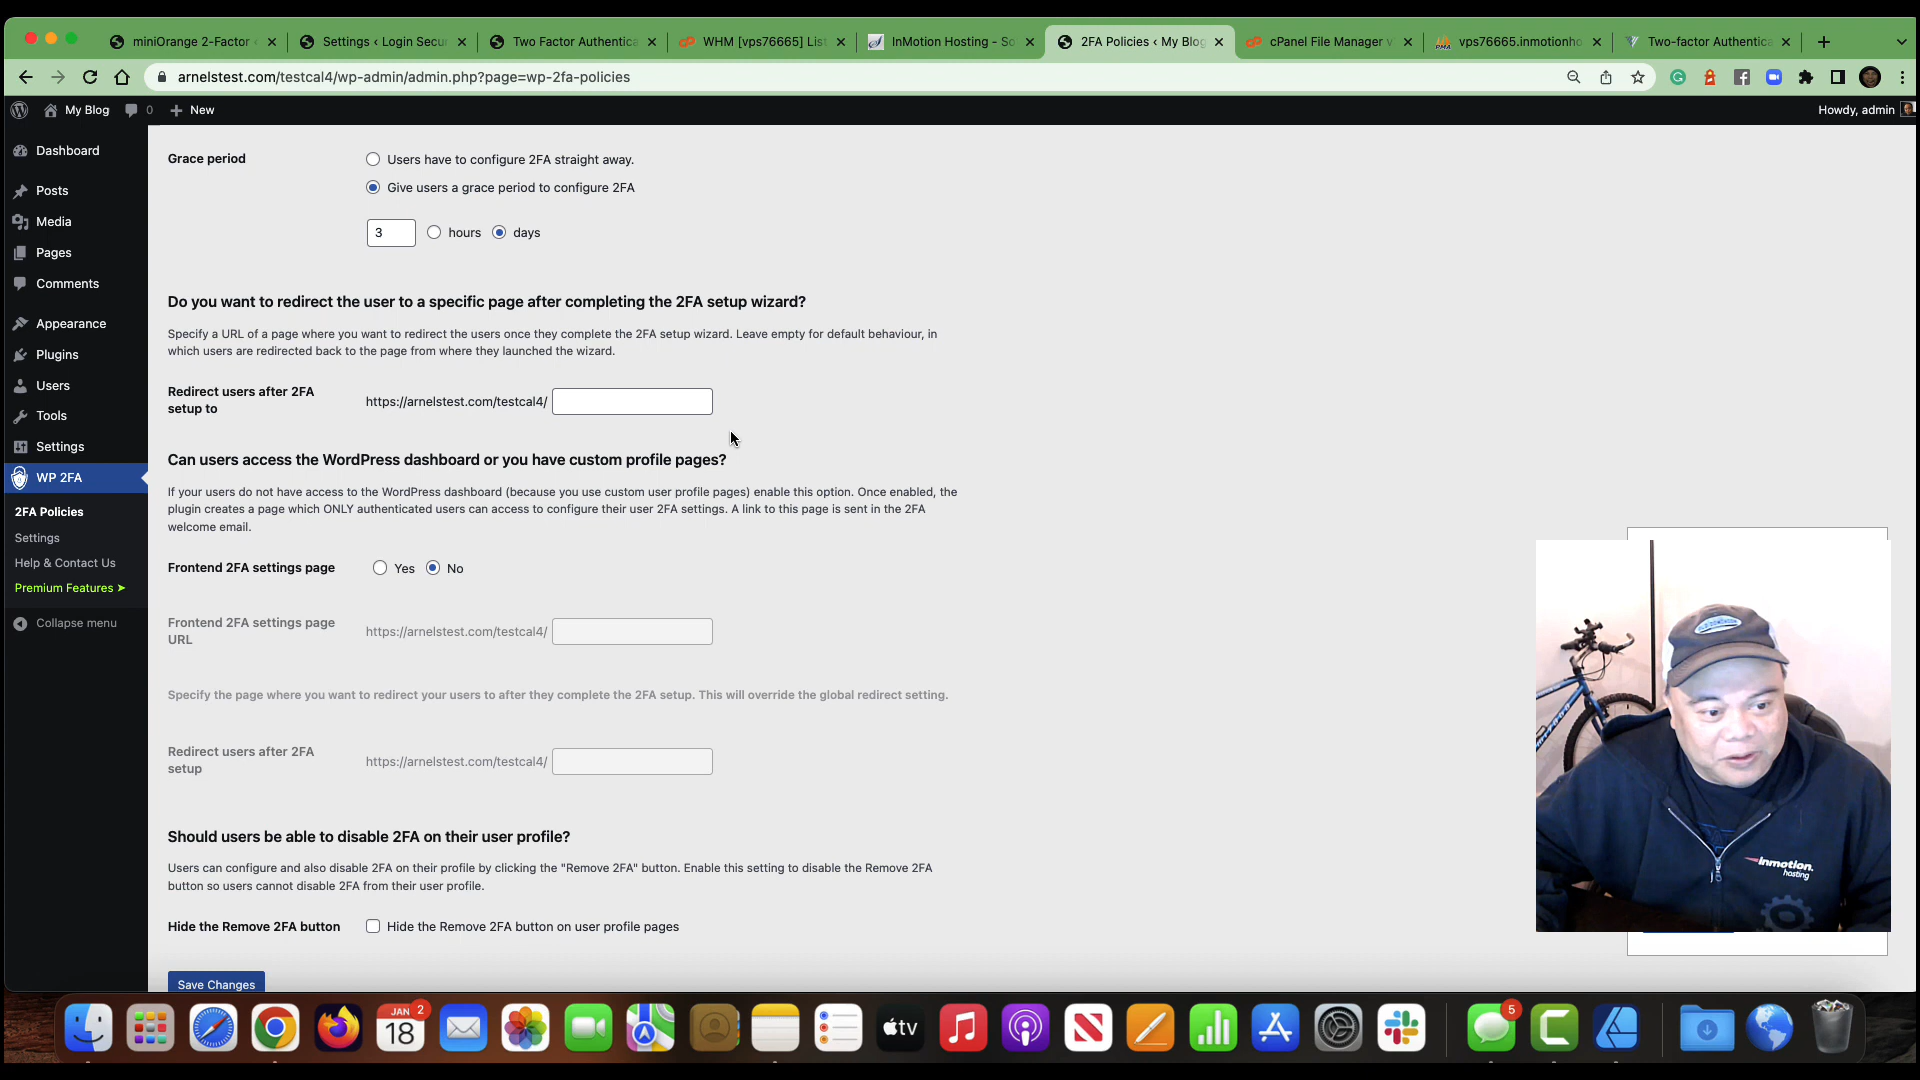 miniOrange 2-Factor
Settings ‹ Login Secu
Two Factor Authentica
WHM [vps76665] List
InMotion Hosting - So
2FA Policies ‹ My Blog
cPanel File Manager v
vps76665.inmotionho
Two-factor Authentica
arnelstest.com/testcal4/wp-admin/admin.php?page=wp-2fa-policies
My Blog
0
New
Howdy, admin
Dashboard
Posts
Media
Pages
Comments
Appearance
Plugins
Users
Tools
Settings
WP 2FA
2FA Policies
Settings
Help & Contact Us
Premium Features ➤
Collapse menu
Grace period
Users have to configure 2FA straight away.
Give users a grace period to configure 2FA
3 hours days
Do you want to redirect the user to a specific page after completing the 2FA setup wizard?
Specify a URL of a page where you want to redirect the users once they complete the 2FA setup wizard. Leave empty for default behaviour, in
which users are redirected back to the page from where they launched the wizard.
Redirect users after 2FA
setup to
https://arnelstest.com/testcal4/
Can users access the WordPress dashboard or you have custom profile pages?
If your users do not have access to the WordPress dashboard (because you use custom user profile pages) enable this option. Once enabled, the
plugin creates a page which ONLY authenticated users can access to configure their user 2FA settings. A link to this page is sent in the 2FA
welcome email.
Frontend 2FA settings page
Yes No
Frontend 2FA settings page
URL
https://arnelstest.com/testcal4/
Specify the page where you want to redirect your users to after they complete the 2FA setup. This will override the global redirect setting.
Redirect users after 2FA
setup
https://arnelstest.com/testcal4/
Should users be able to disable 2FA on their user profile?
Users can configure and also disable 2FA on their profile by clicking the "Remove 2FA" button. Enable this setting to disable the Remove 2FA
button so users cannot disable 2FA from their user profile.
Hide the Remove 2FA button
Hide the Remove 2FA button on user profile pages
Save Changes
inmotion
hosting
JAN
18
2
tv
5